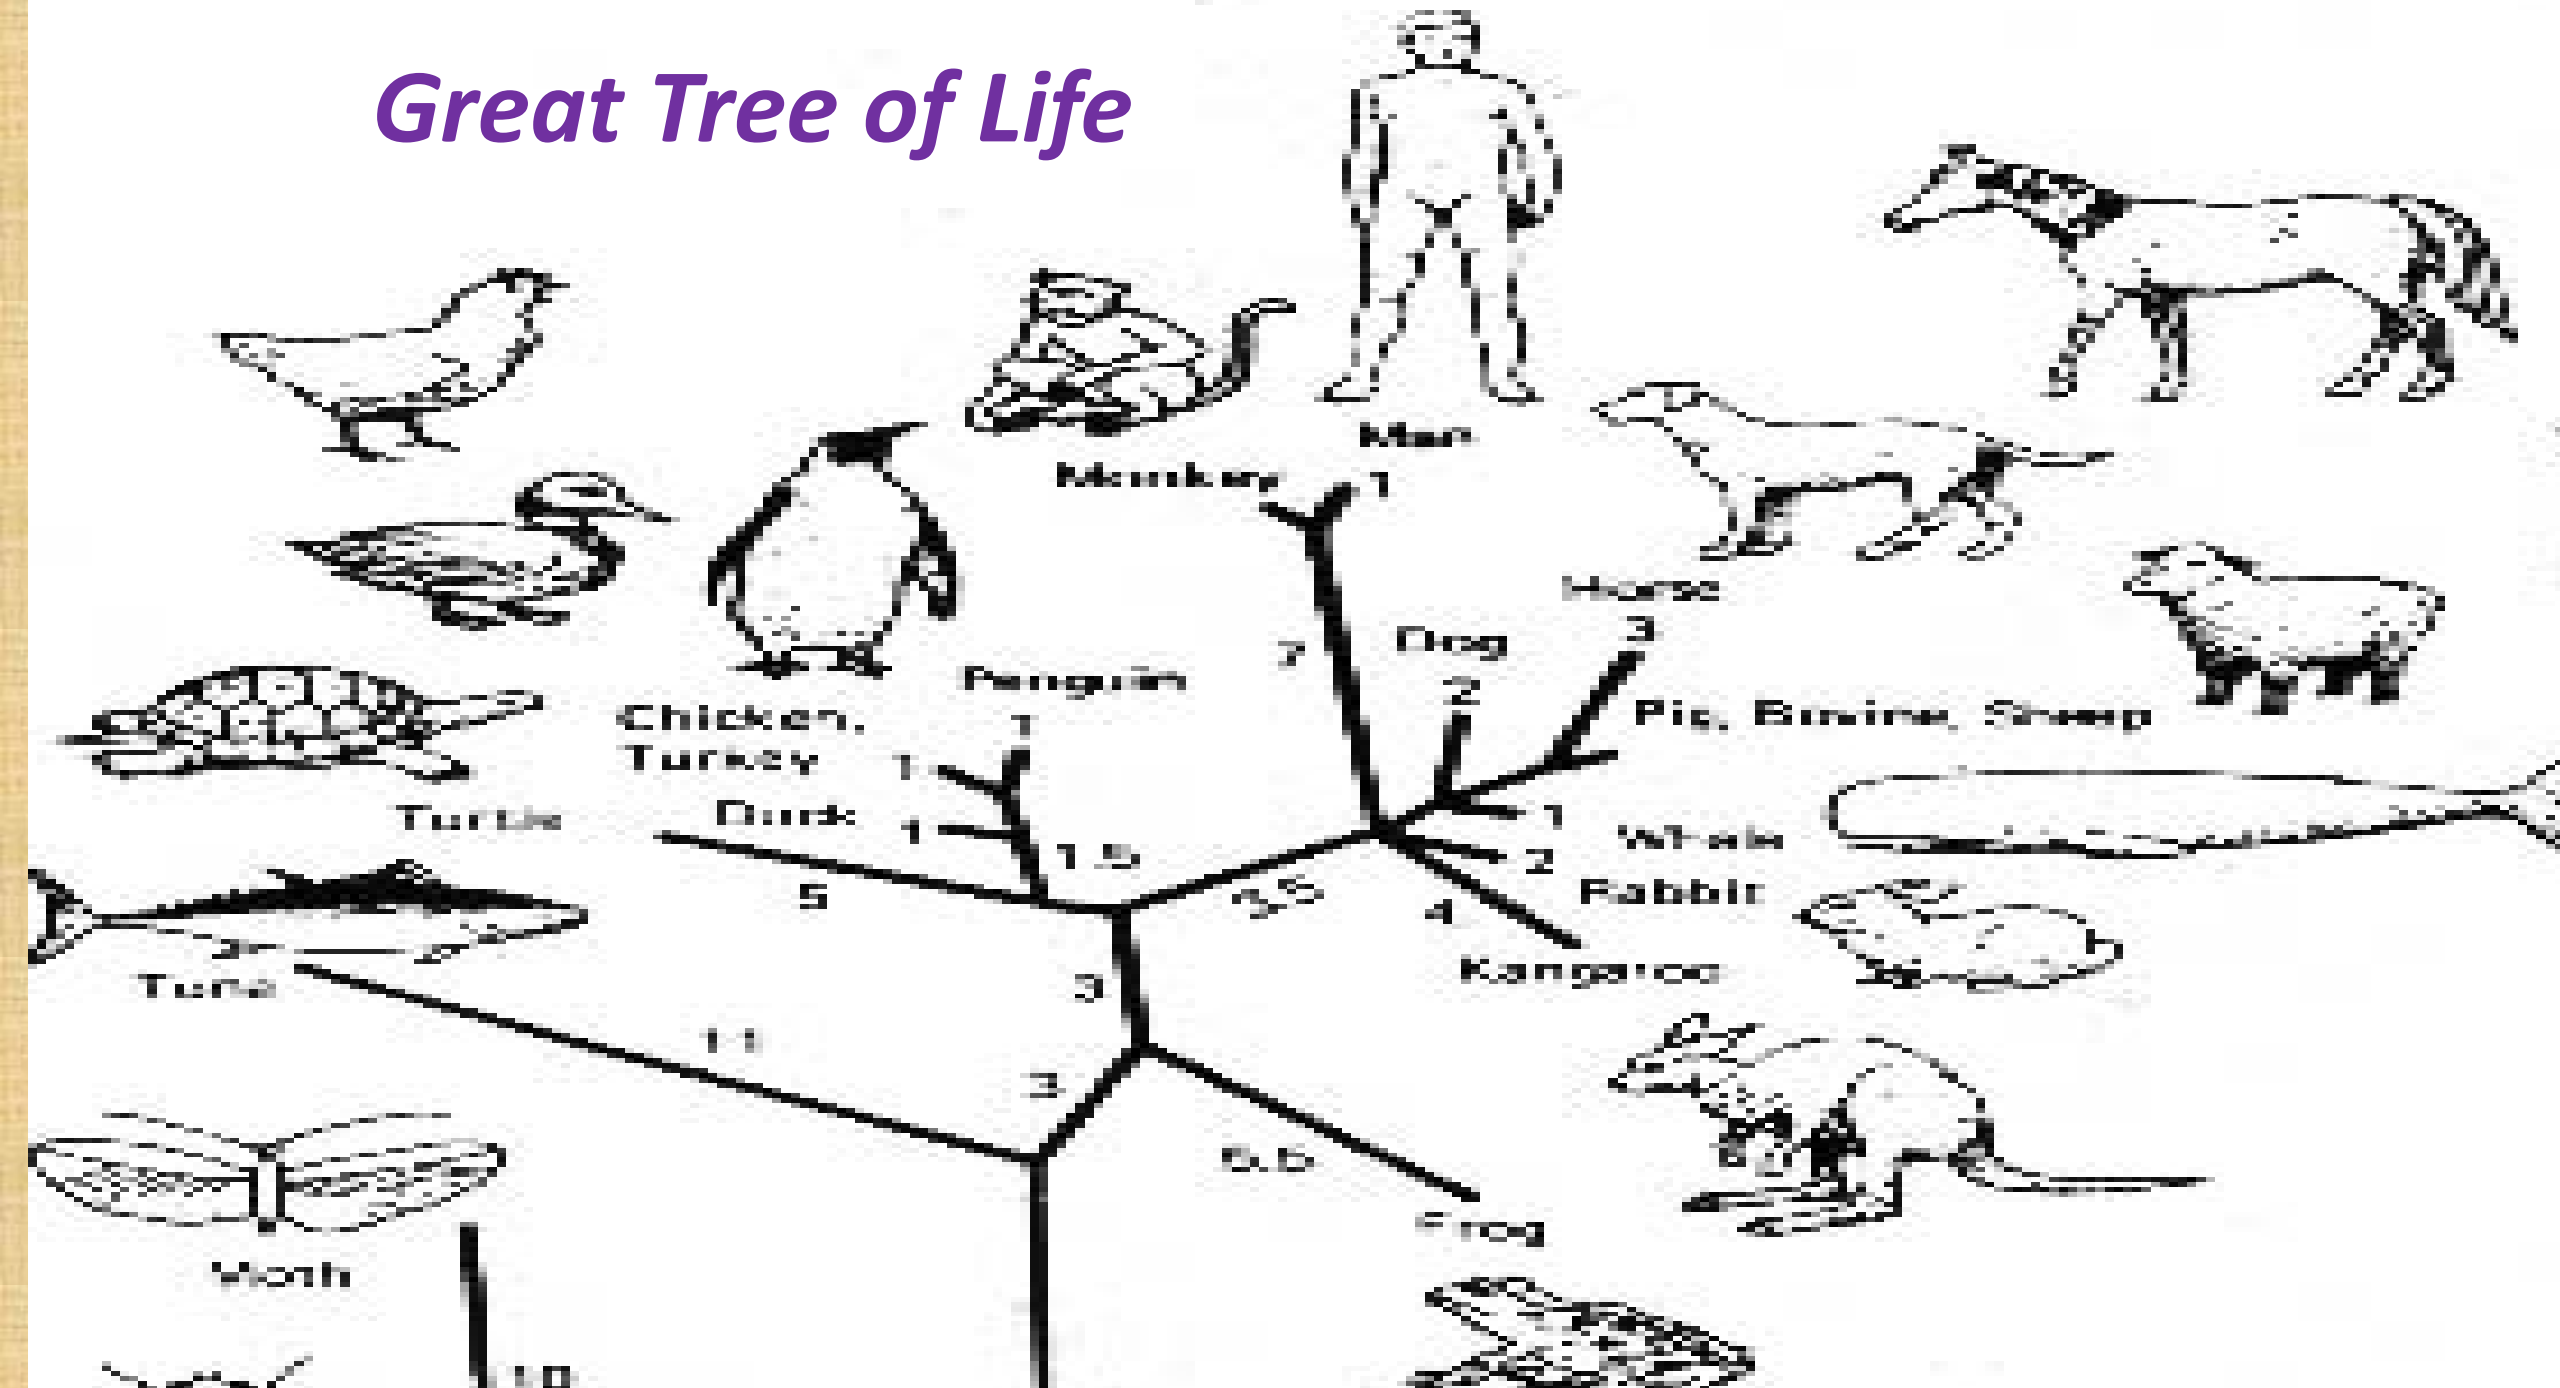 Great Tree of Life
Man
Monkey
1
Horse
3
Dog
2
7
Penguin
1
Chicken,
Turkey
1
Pig, Bovine, Sheep
Duck
1
Turtle
1
Whale
1.5
2
Rabbit
5
3.5
4
Kangaroo
Tuna
3
11
3
5.5
Frog
Moth